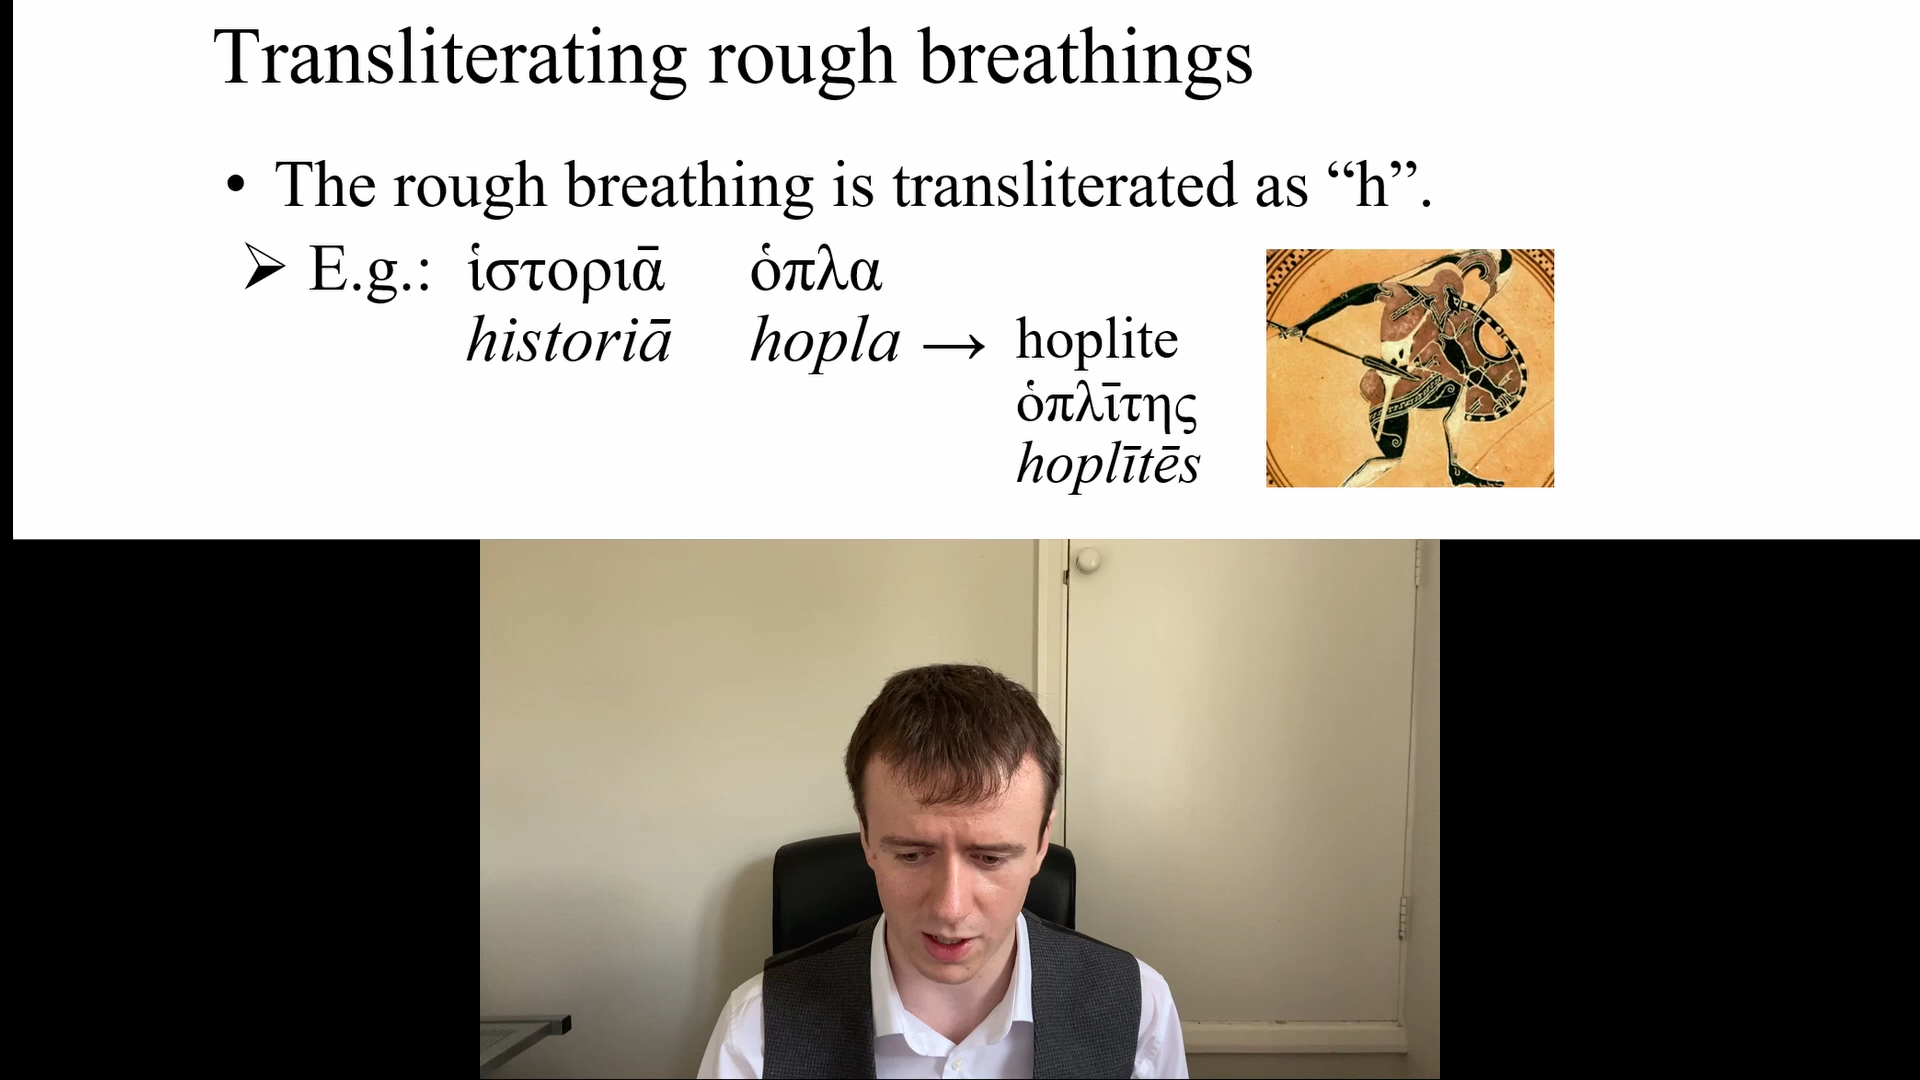 Transliterating rough breathings
• The rough breathing is transliterated as “h”.
➢ E.g.: ἱστοριᾱ ὁπλα
historiā hopla → hoplite
ὁπλῑτης
hoplītēs